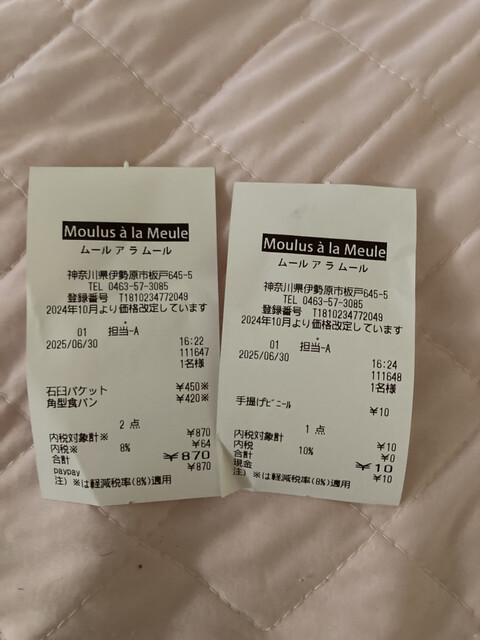 Moulus à la Meule
ムール ア ラ ムール
神奈川県伊勢原市板戸645-5
TEL 0463-57-3085
登録番号 T1810234772049
2024年10月より価格改定しています
01 担当-A
2025/06/30 16:22
111647
1名様
石臼バケット ¥450※
角型食パン ¥420※
2 点
内税対象計※ ¥870
内税※ 8% ¥64
合計 ¥870
paypay ¥870
注）※は軽減税率(8%)適用
Moulus à la Meule
ムール ア ラ ムール
神奈川県伊勢原市板戸645-5
TEL 0463-57-3085
登録番号 T1810234772049
2024年10月より価格改定しています
01 担当-A
2025/06/30 16:24
111648
1名様
手提げﾋﾞﾆｰﾙ ¥10
1 点
内税対象計 ¥10
内税 10% ¥0
合計 ¥10
現金 ¥10
注）※は軽減税率(8%)適用